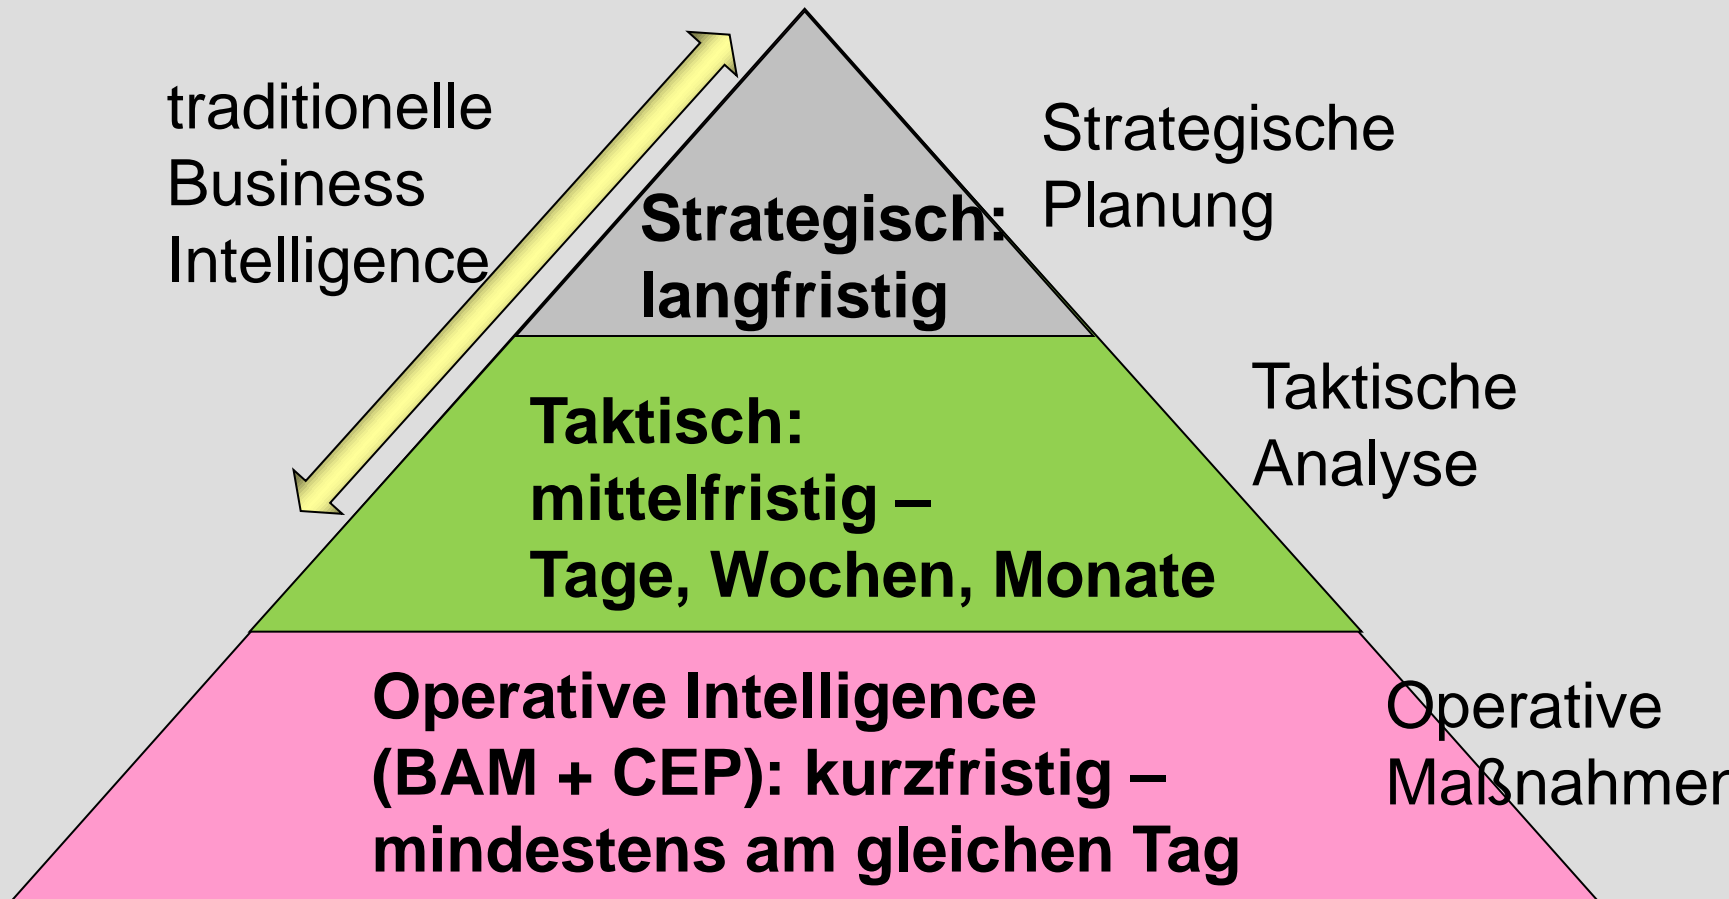 traditionelle
Business
Intelligence
Strategische
Planung
Strategisch:
langfristig
Taktische
Analyse
Taktisch:
mittelfristig –
Tage, Wochen, Monate
Operative Intelligence
(BAM + CEP): kurzfristig –
mindestens am gleichen Tag
Operative
Maßnahmen